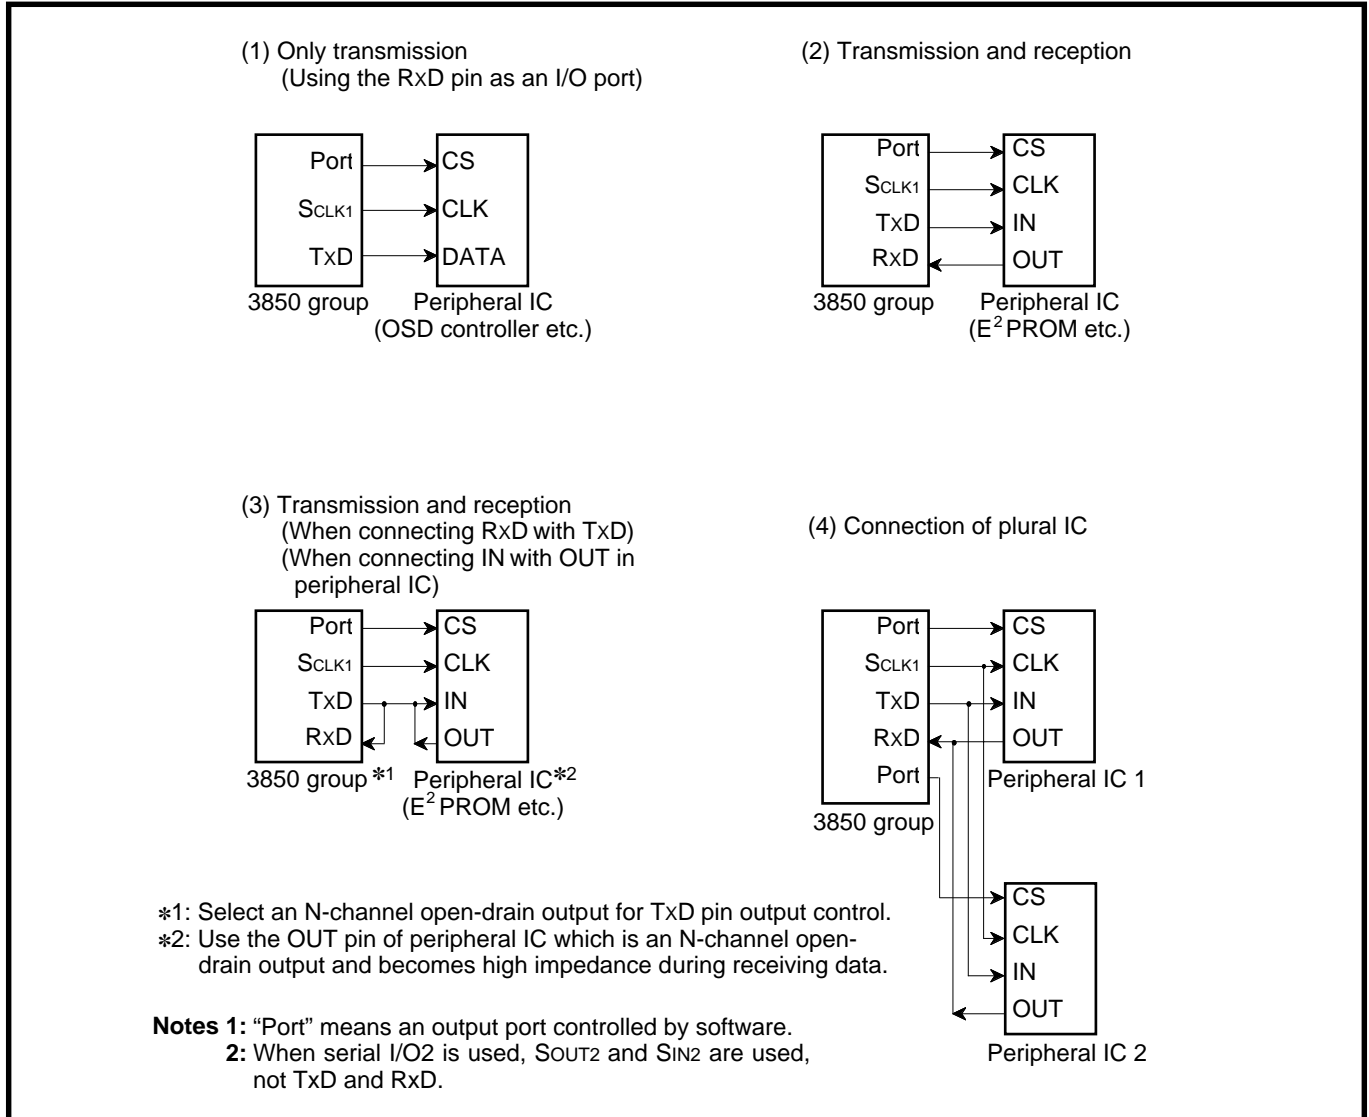 (1) Only transmission
(Using the RxD pin as an I/O port)
Port
SCLK1
TxD
CS
CLK
DATA
3850 group
Peripheral IC
(OSD controller etc.)
(2) Transmission and reception
Port
SCLK1
TxD
RxD
CS
CLK
IN
OUT
3850 group
Peripheral IC
(E2PROM etc.)
(3) Transmission and reception
(When connecting RxD with TxD)
(When connecting IN with OUT in
peripheral IC)
Port
SCLK1
TxD
RxD
CS
CLK
IN
OUT
3850 group *1
Peripheral IC*2
(E2PROM etc.)
(4) Connection of plural IC
Port
SCLK1
TxD
RxD
Port
CS
CLK
IN
OUT
3850 group
Peripheral IC 1
CS
CLK
IN
OUT
Peripheral IC 2
*1: Select an N-channel open-drain output for TxD pin output control.
*2: Use the OUT pin of peripheral IC which is an N-channel open-
drain output and becomes high impedance during receiving data.
Notes 1: “Port” means an output port controlled by software.
2: When serial I/O2 is used, SOUT2 and SIN2 are used,
not TxD and RxD.